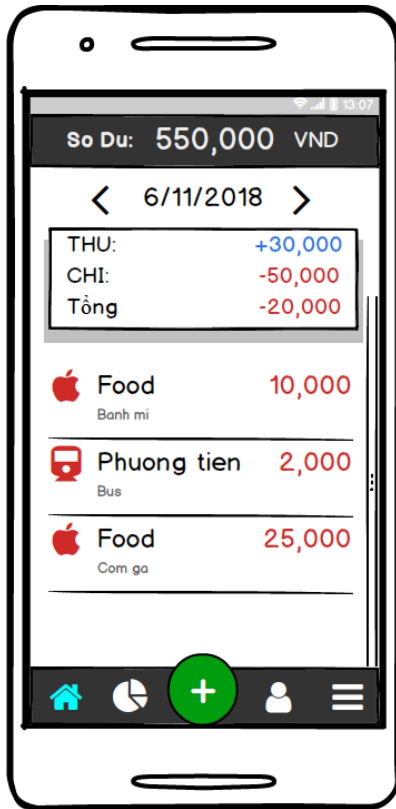 13:07
So Du: 550,000 VND
6/11/2018
THU: +30,000
CHI: -50,000
Tổng -20,000
Food 10,000
Banh mi
Phuong tien 2,000
Bus
Food 25,000
Com ga